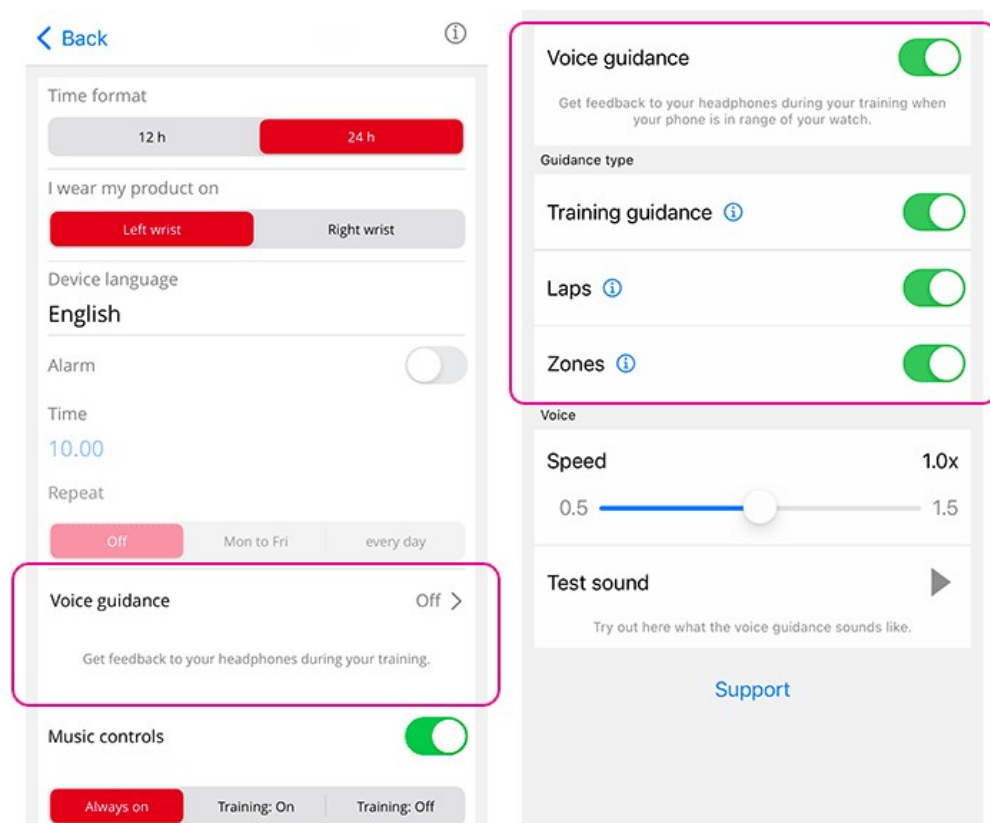 Back
Time format
12 h 24 h
I wear my product on
Left wrist Right wrist
Device language
English
Alarm
Time
10.00
Repeat
Off Mon to Fri every day
Voice guidance Off
Get feedback to your headphones during your training.
Music controls
Always on Training: On Training: Off
Voice guidance
Get feedback to your headphones during your training when
your phone is in range of your watch.
Guidance type
Training guidance
Laps
Zones
Voice
Speed 1.0x
0.5 1.5
Test sound
Try out here what the voice guidance sounds like.
Support